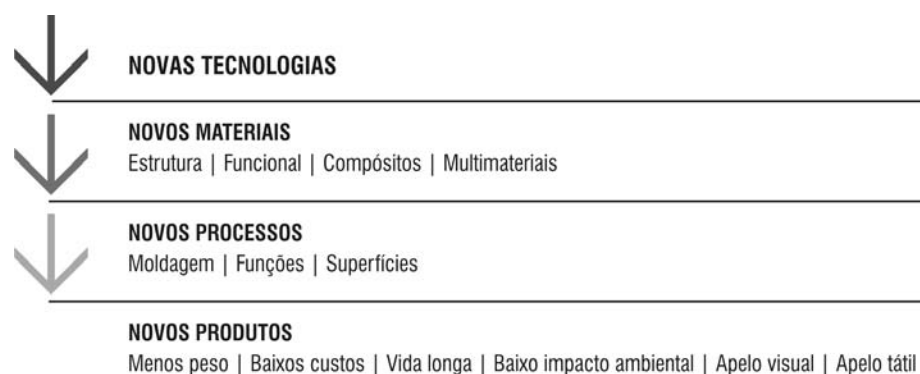 NOVAS TECNOLOGIAS
NOVOS MATERIAIS
Estrutura | Funcional | Compósitos | Multimateriais
NOVOS PROCESSOS
Moldagem | Funções | Superfícies
NOVOS PRODUTOS
Menos peso | Baixos custos | Vida longa | Baixo impacto ambiental | Apelo visual | Apelo tátil